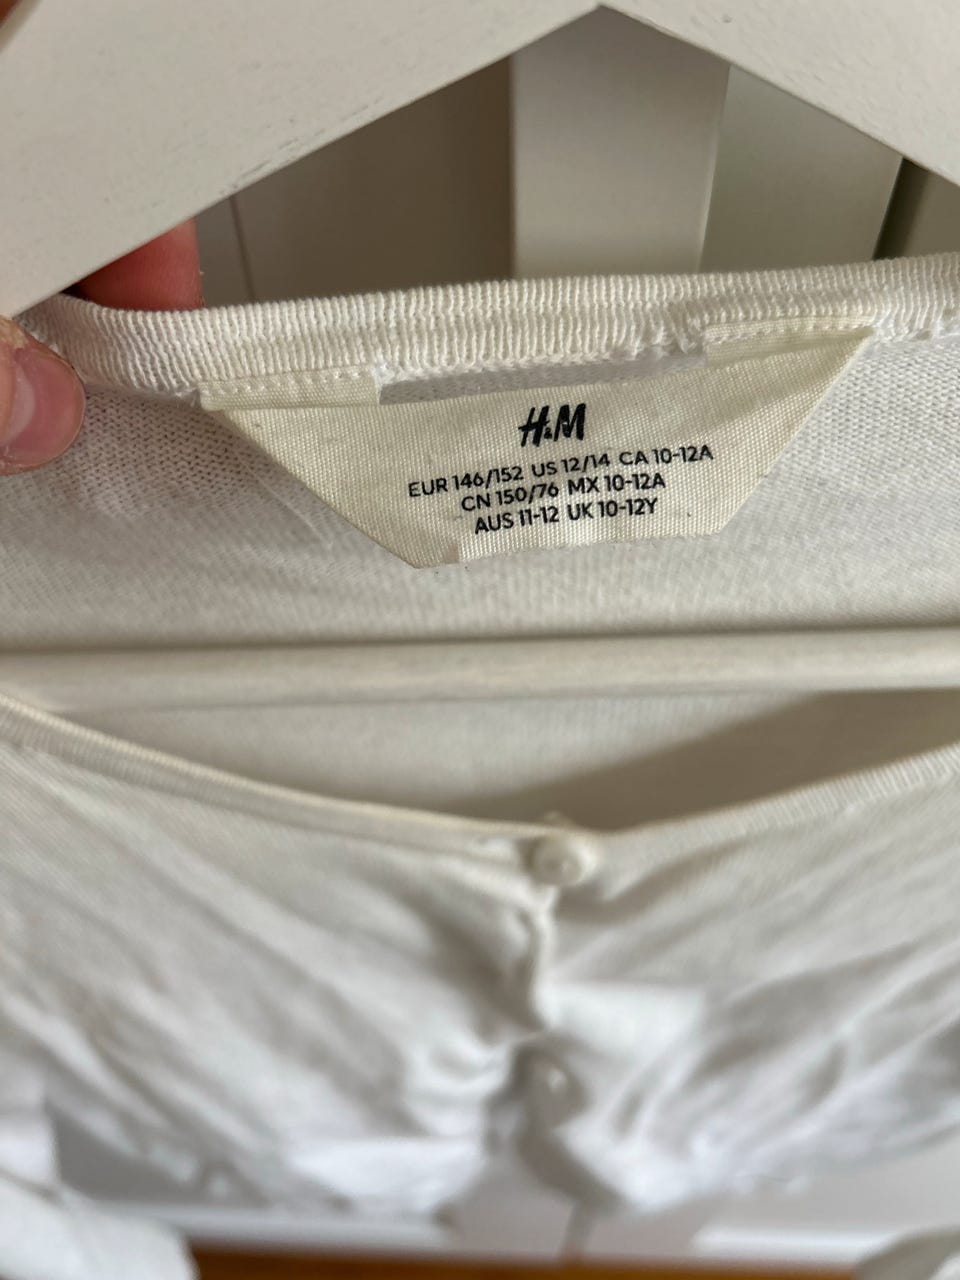 H&M
EUR 146/152 US 12/14 CA 10-12A
CN 150/76 MX 10-12A
AUS 11-12 UK 10-12Y